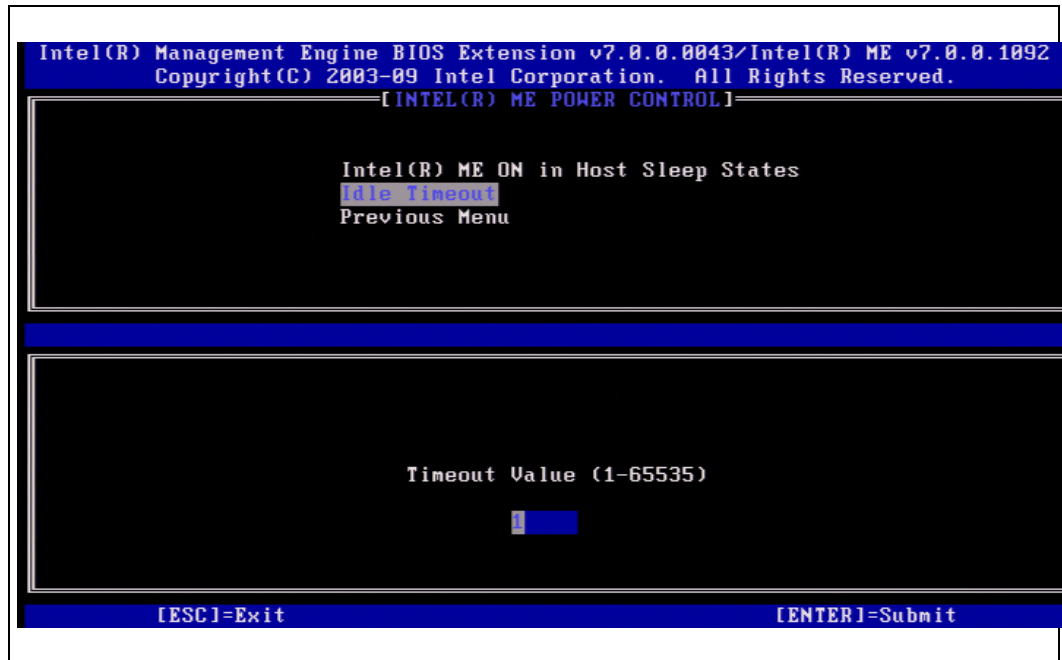 Intel(R) Management Engine BIOS Extension v7.0.0.0043/Intel(R) ME v7.0.0.1092
Copyright(C) 2003-09 Intel Corporation. All Rights Reserved.
[INTEL(R) ME POWER CONTROL]
Intel(R) ME ON in Host Sleep States
Idle Timeout
Previous Menu
Timeout Value (1-65535)
1
[ESC]=Exit [ENTER]=Submit